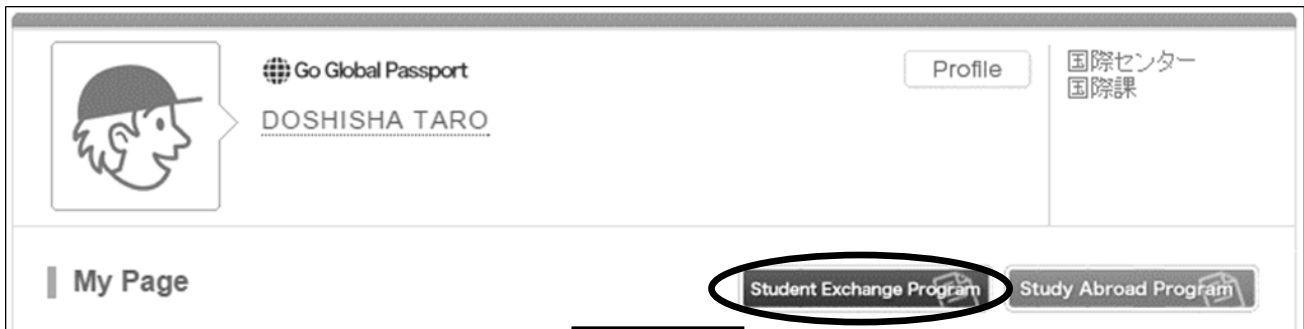 Go Global Passport
Profile
国際センター
国際課
DOSHISHA TARO
My Page
Student Exchange Program
Study Abroad Program